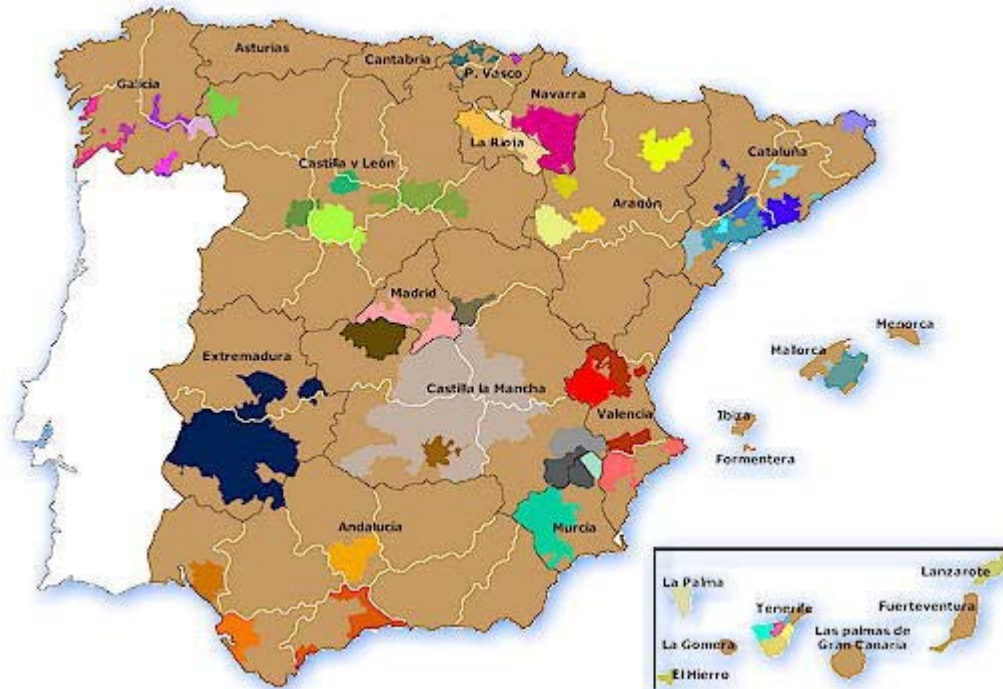 Asturias
Cantabria
P. Vasco
Galicia
Navarra
La Rioja
Cataluña
Castilla y León
Aragón
Madrid
Menorca
Mallorca
Extremadura
Castilla la Mancha
Ibiza
Valencia
Formentera
Andalucía
Murcia
Lanzarote
La Palma
Fuerteventura
Tenerife
Las palmas de
Gran Canaria
La Gomera
El Hierro